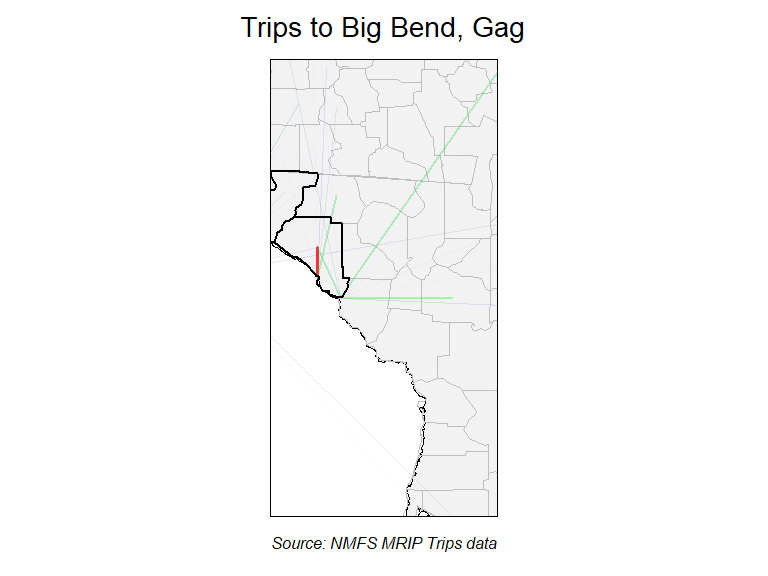 Trips to Big Bend, Gag
Source: NMFS MRIP Trips data